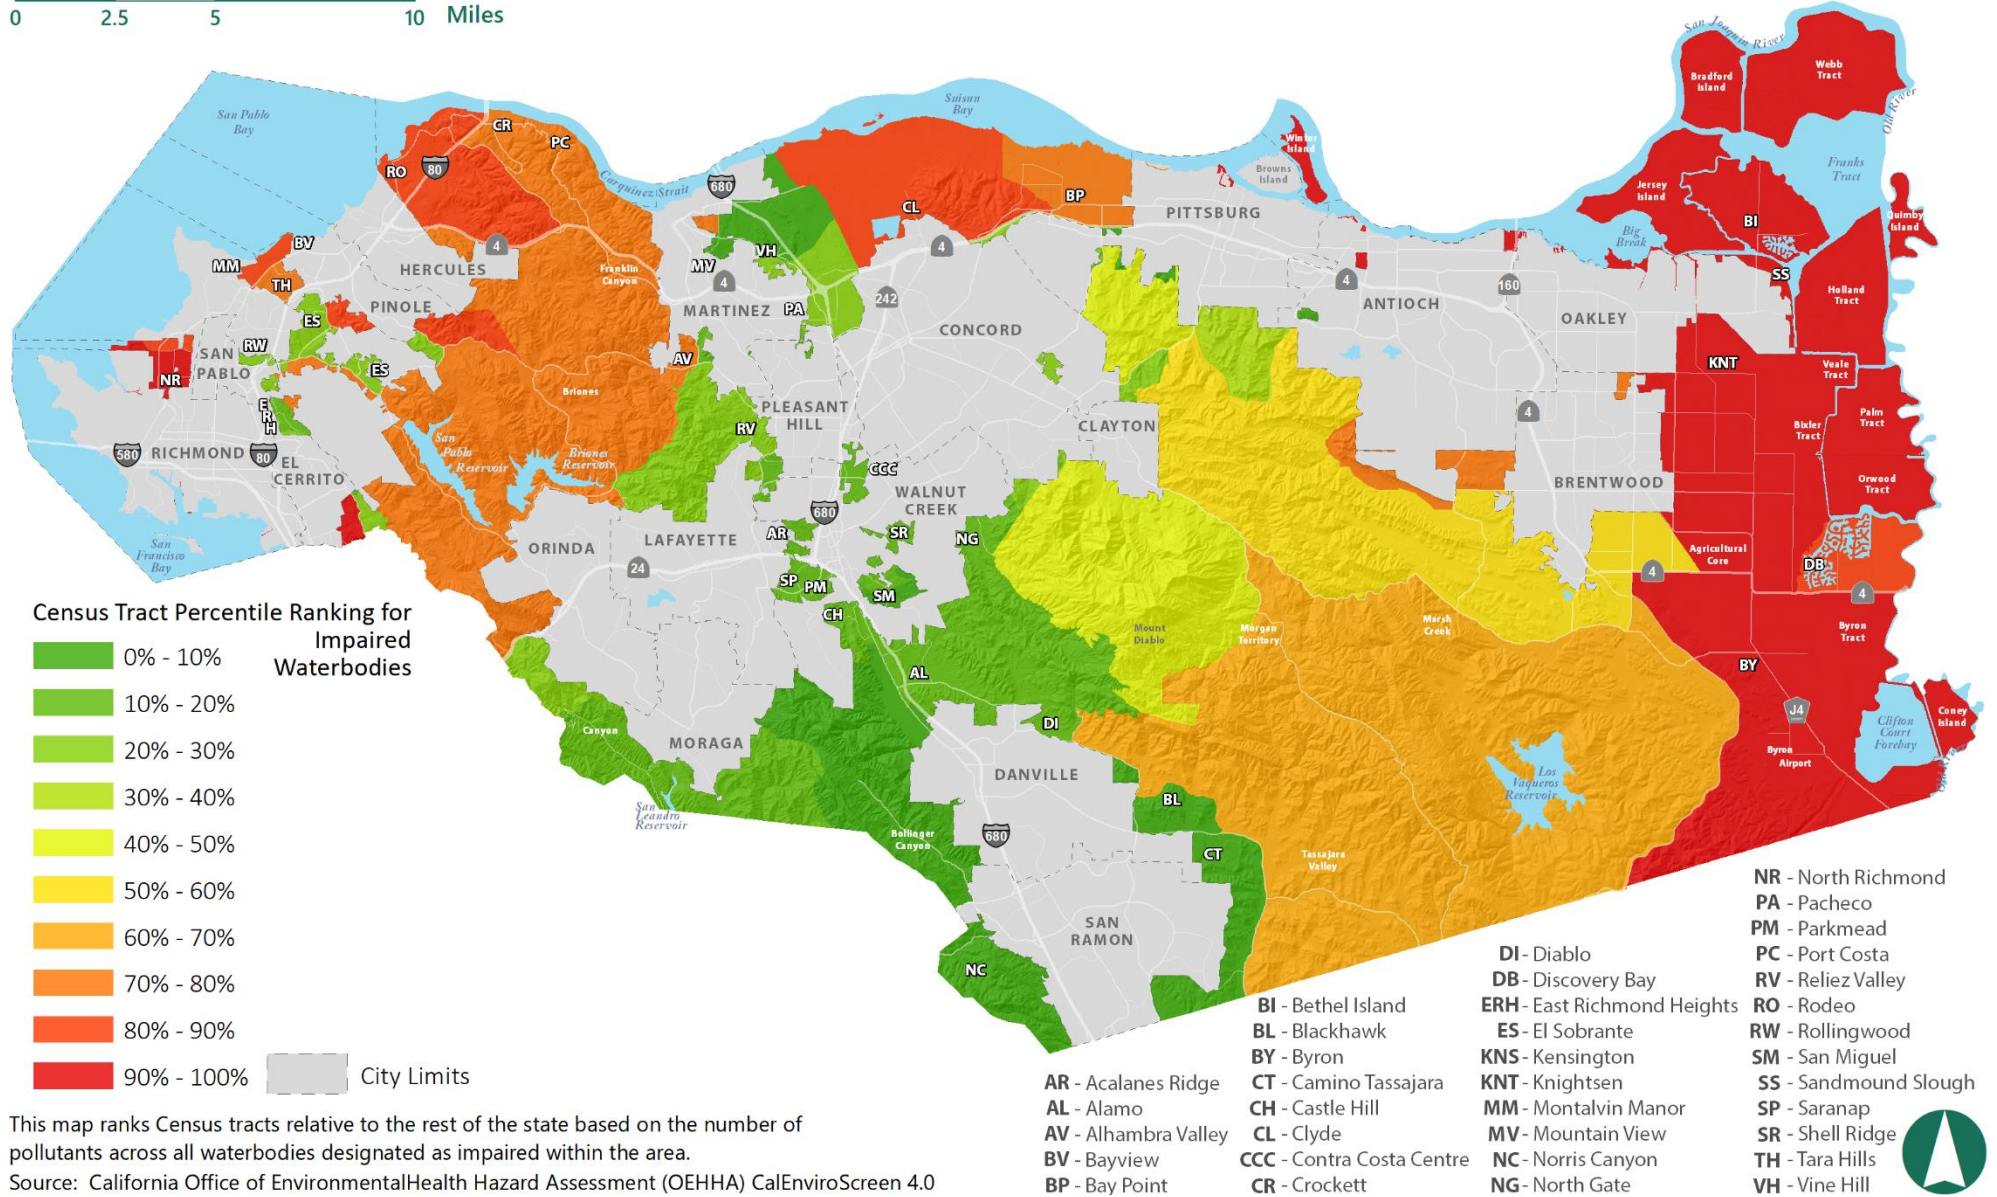 0 2.5 5 10 Miles
San Joaquin River
Webb
Tract
Bradford
Island
Old River
San Pablo
Bay
Suisun
Bay
CR
PC
RO
80
Carquinez Strait
680
Winter
Island
Browns
Island
Franks
Tract
Jersey
Island
BI
Quimby
Island
BP
CL
PITTSBURG
Big
Break
BV
MM
TH
4
HERCULES
Franklin
Canyon
MV
VH
4
4
SS
Holland
Tract
4
160
ANTIOCH
OAKLEY
ES
PINOLE
MARTINEZ
PA
242
CONCORD
RW
SAN
PABLO
NR
ES
AV
KNT
Veale
Tract
E
R
H
Briones
PLEASANT
HILL
RV
CLAYTON
4
Palm
Tract
Bixler
Tract
580
RICHMOND
80
EL
CERRITO
San
Pablo
Reservoir
Briones
Reservoir
CCC
WALNUT
CREEK
BRENTWOOD
Orwood
Tract
680
San
Francisco
Bay
ORINDA
LAFAYETTE
AR
SR
NG
24
SP
PM
SM
CH
Agricultural
Core
DB
4
4
Mount
Diablo
Morgan
Territory
Marsh
Creek
Byron
Tract
BY
AL
DI
J4
Coney
Island
Clifton
Court
Forebay
Old River
Byron
Airport
Canyon
MORAGA
DANVILLE
Los
Vaqueros
Reservoir
San
Leandro
Reservoir
BL
Bollinger
Canyon
680
CT
Tassajara
Valley
SAN
RAMON
NC
Census Tract Percentile Ranking for
Impaired
Waterbodies
0% - 10%
10% - 20%
20% - 30%
30% - 40%
40% - 50%
50% - 60%
60% - 70%
70% - 80%
80% - 90%
90% - 100%
City Limits
This map ranks Census tracts relative to the rest of the state based on the number of
pollutants across all waterbodies designated as impaired within the area.
Source: California Office of EnvironmentalHealth Hazard Assessment (OEHHA) CalEnviroScreen 4.0
AR - Acalanes Ridge
AL - Alamo
AV - Alhambra Valley
BV - Bayview
BP - Bay Point
BI - Bethel Island
BL - Blackhawk
BY - Byron
CT - Camino Tassajara
CH - Castle Hill
CL - Clyde
CCC - Contra Costa Centre
CR - Crockett
DI - Diablo
DB - Discovery Bay
ERH - East Richmond Heights
ES - El Sobrante
KNS - Kensington
KNT - Knightsen
MM - Montalvin Manor
MV - Mountain View
NC - Norris Canyon
NG - North Gate
NR - North Richmond
PA - Pacheco
PM - Parkmead
PC - Port Costa
RV - Reliez Valley
RO - Rodeo
RW - Rollingwood
SM - San Miguel
SS - Sandmound Slough
SP - Saranap
SR - Shell Ridge
TH - Tara Hills
VH - Vine Hill